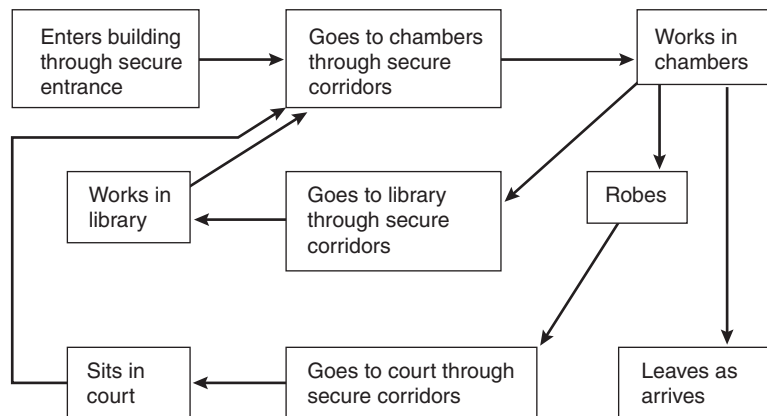 Enters building
through secure
entrance
Goes to chambers
through secure
corridors
Works in
chambers
Works in
library
Goes to library
through secure
corridors
Robes
Sits in
court
Goes to court through
secure corridors
Leaves as
arrives